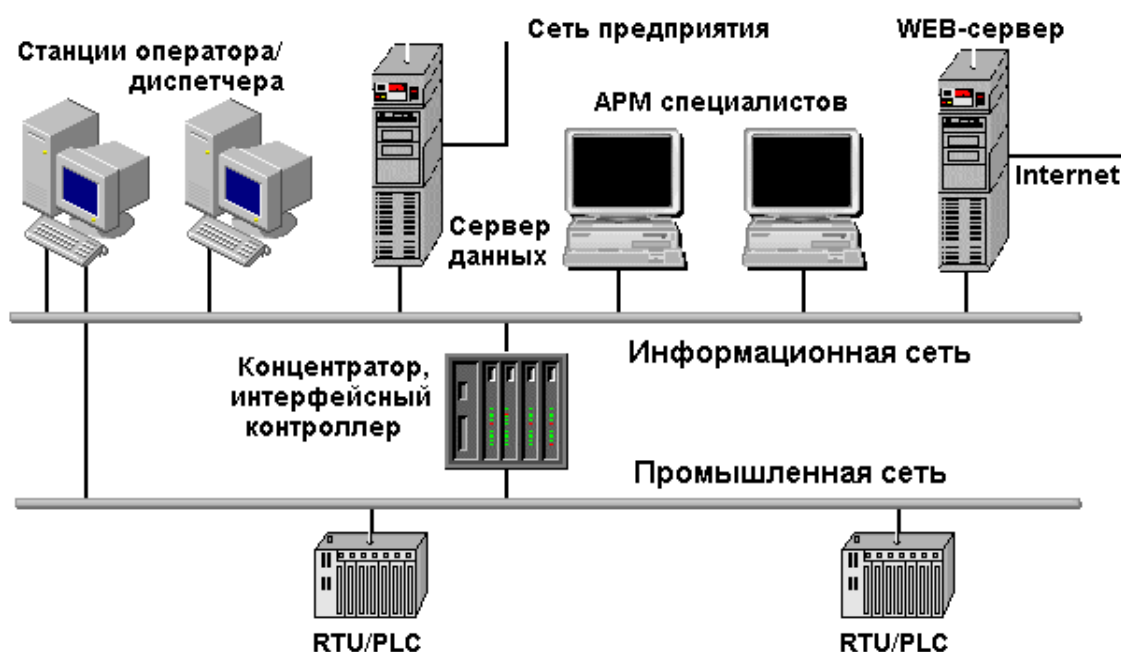 Станции оператора/
диспетчера
Сеть предприятия
WEB-сервер
АРМ специалистов
Internet
Сервер
данных
Информационная сеть
Концентратор,
интерфейсный
контроллер
Промышленная сеть
RTU/PLC
RTU/PLC